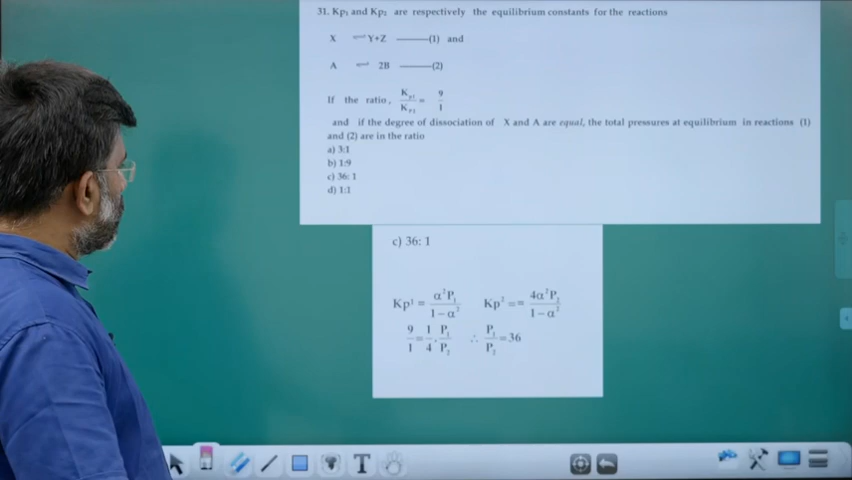 31. Kp₁ and Kp₂ are respectively the equilibrium constants for the reactions
X ⇌ Y+Z ———(1) and
A ⇌ 2B ———(2)
If the ratio, K_p1/K_P2 = 9/1
and if the degree of dissociation of X and A are equal, the total pressures at equilibrium in reactions (1)
and (2) are in the ratio
a) 3:1
b) 1:9
c) 36: 1
d) 1:1
c) 36: 1
Kp¹ = α²P₁/1−α² Kp² == 4α²P₂/1−α²
9/1 = 1/4 . P₁/P₂ ∴ P₁/P₂ = 36
T